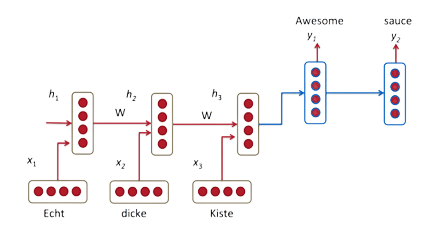 Awesome sauce
y1 y2
h1 h2 h3
W W
x1 x2 x3
Echt dicke Kiste